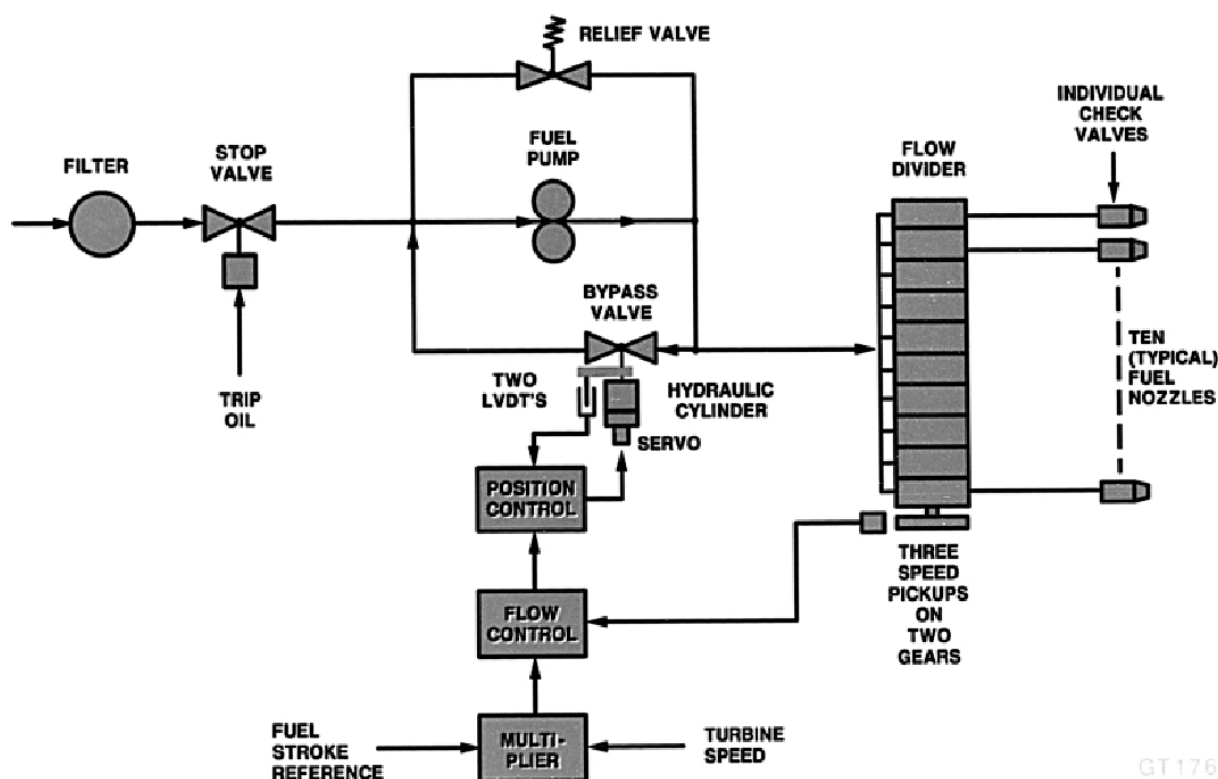 RELIEF VALVE
INDIVIDUAL
CHECK
VALVES
FUEL
PUMP
FLOW
DIVIDER
STOP
VALVE
FILTER
BYPASS
VALVE
TEN
(TYPICAL)
FUEL
NOZZLES
TRIP
OIL
TWO
LVDT'S
HYDRAULIC
CYLINDER
SERVO
POSITION
CONTROL
THREE
SPEED
PICKUPS
ON
TWO
GEARS
FLOW
CONTROL
FUEL
STROKE
REFERENCE
MULTI-
PLIER
TURBINE
SPEED
GT176